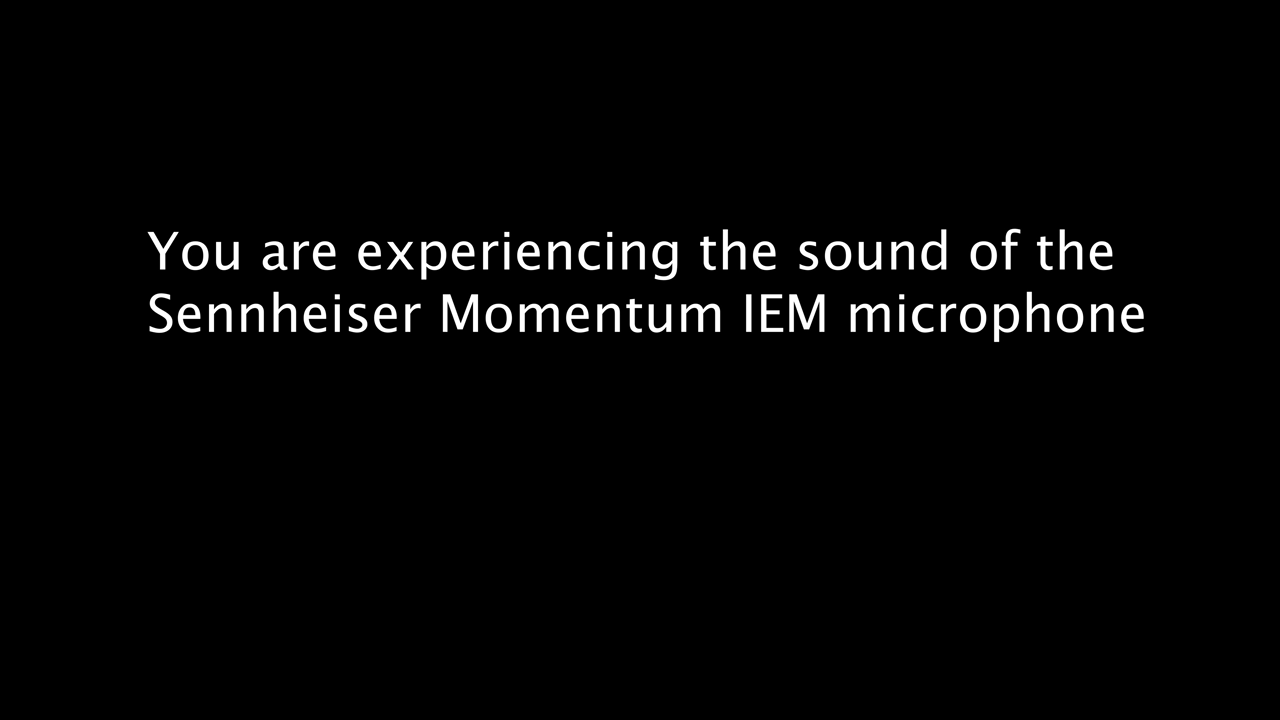 You are experiencing the sound of the
Sennheiser Momentum IEM microphone